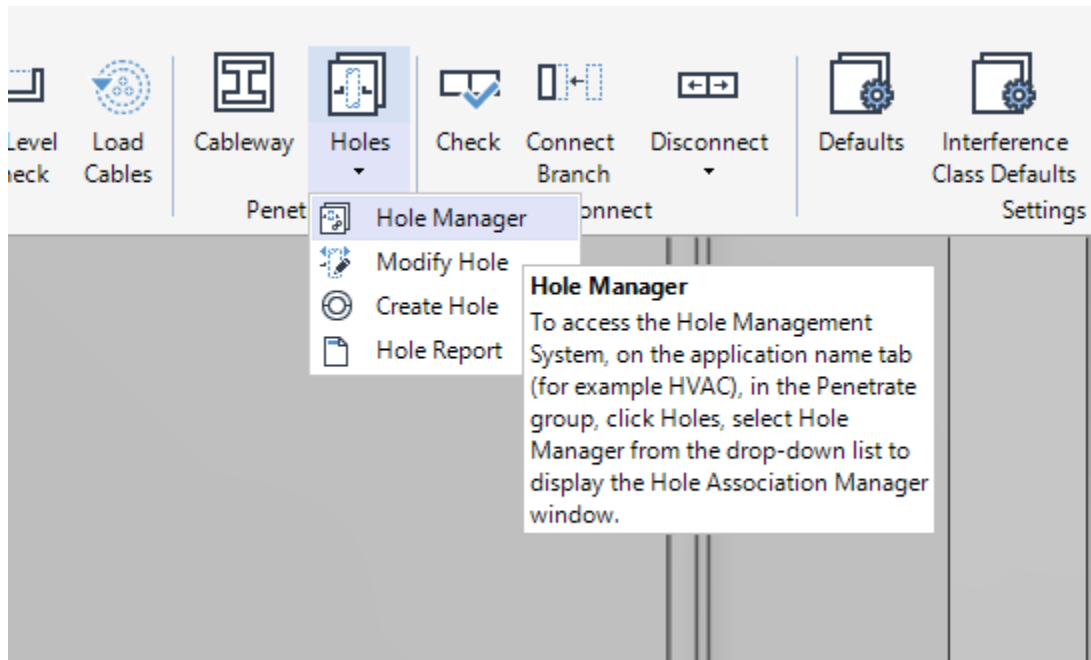 Level Load Cableway Holes Check Connect Disconnect Defaults Interference
Cables Branch Class Defaults
Settings
Hole Manager
Modify Hole
Create Hole
Hole Report
Hole Manager
To access the Hole Management
System, on the application name tab
(for example HVAC), in the Penetrate
group, click Holes, select Hole
Manager from the drop-down list to
display the Hole Association Manager
window.